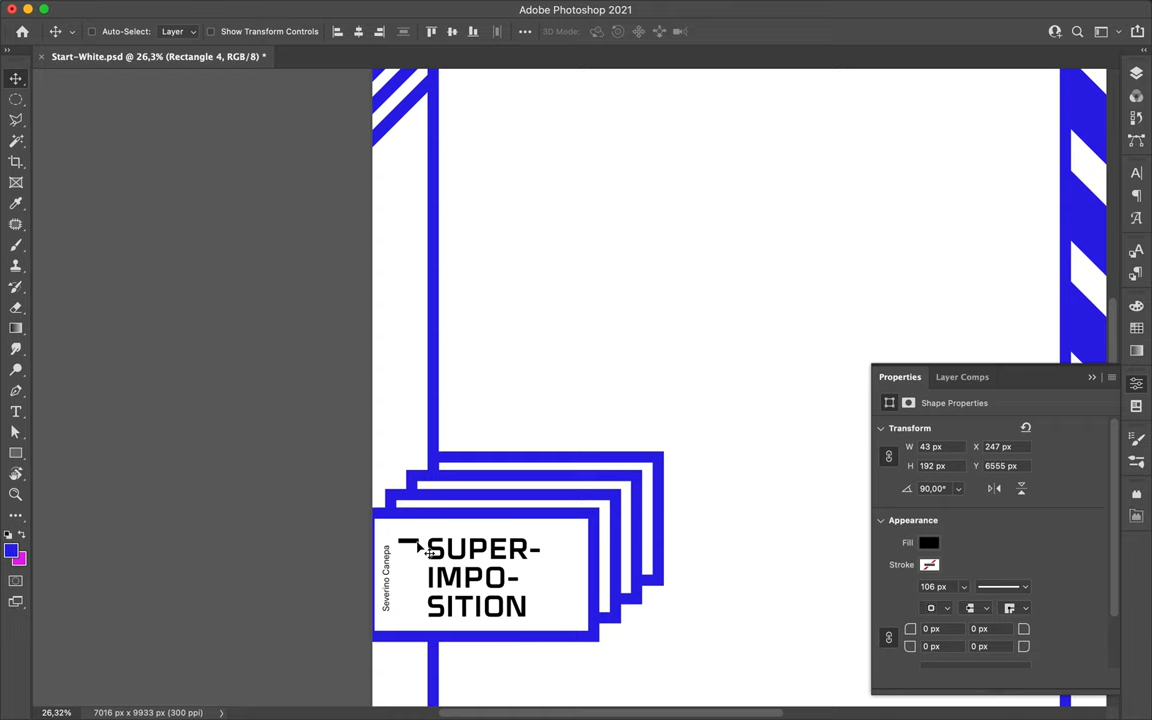 Adobe Photoshop 2021
Auto-Select: Layer Show Transform Controls ••• 3D Mode:
Start-White.psd @ 26,3% (Rectangle 4, RGB/8) *
Properties Layer Comps
Shape Properties
Transform
W 43 px X 247 px
H 192 px Y 6555 px
90,00°
Appearance
Fill
Stroke
106 px
0 px 0 px
0 px 0 px
Severino Canepa
SUPER-
IMPO-
SITION
26,32% 7016 px x 9933 px (300 ppi)